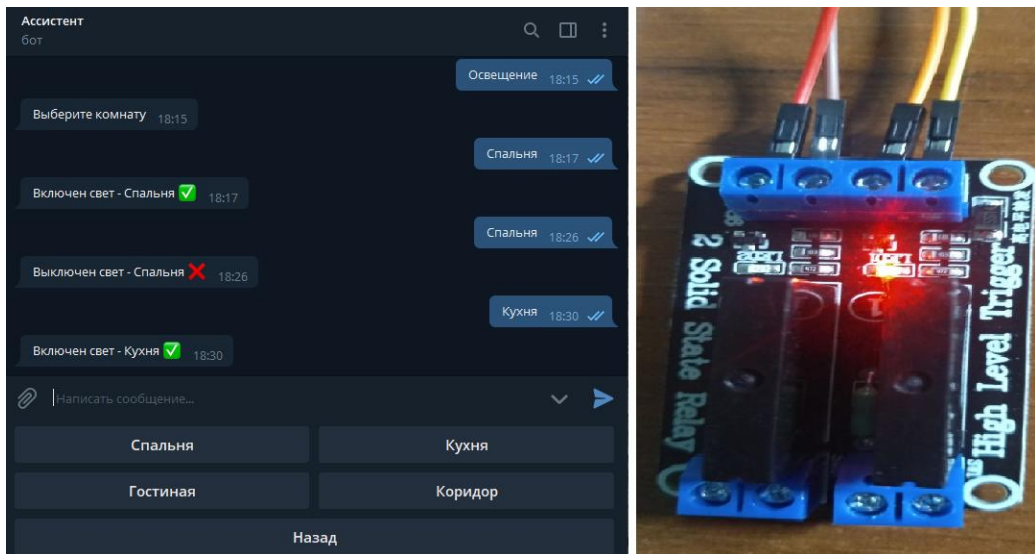 Ассистент
бот
Освещение 18:15
Выберите комнату 18:15
Спальня 18:17
Включен свет - Спальня ✅ 18:17
Спальня 18:26
Выключен свет - Спальня ❌ 18:26
Кухня 18:30
Включен свет - Кухня ✅ 18:30
Написать сообщение...
Спальня
Кухня
Гостиная
Коридор
Назад
2 Solid State Relay
High Level Trigger